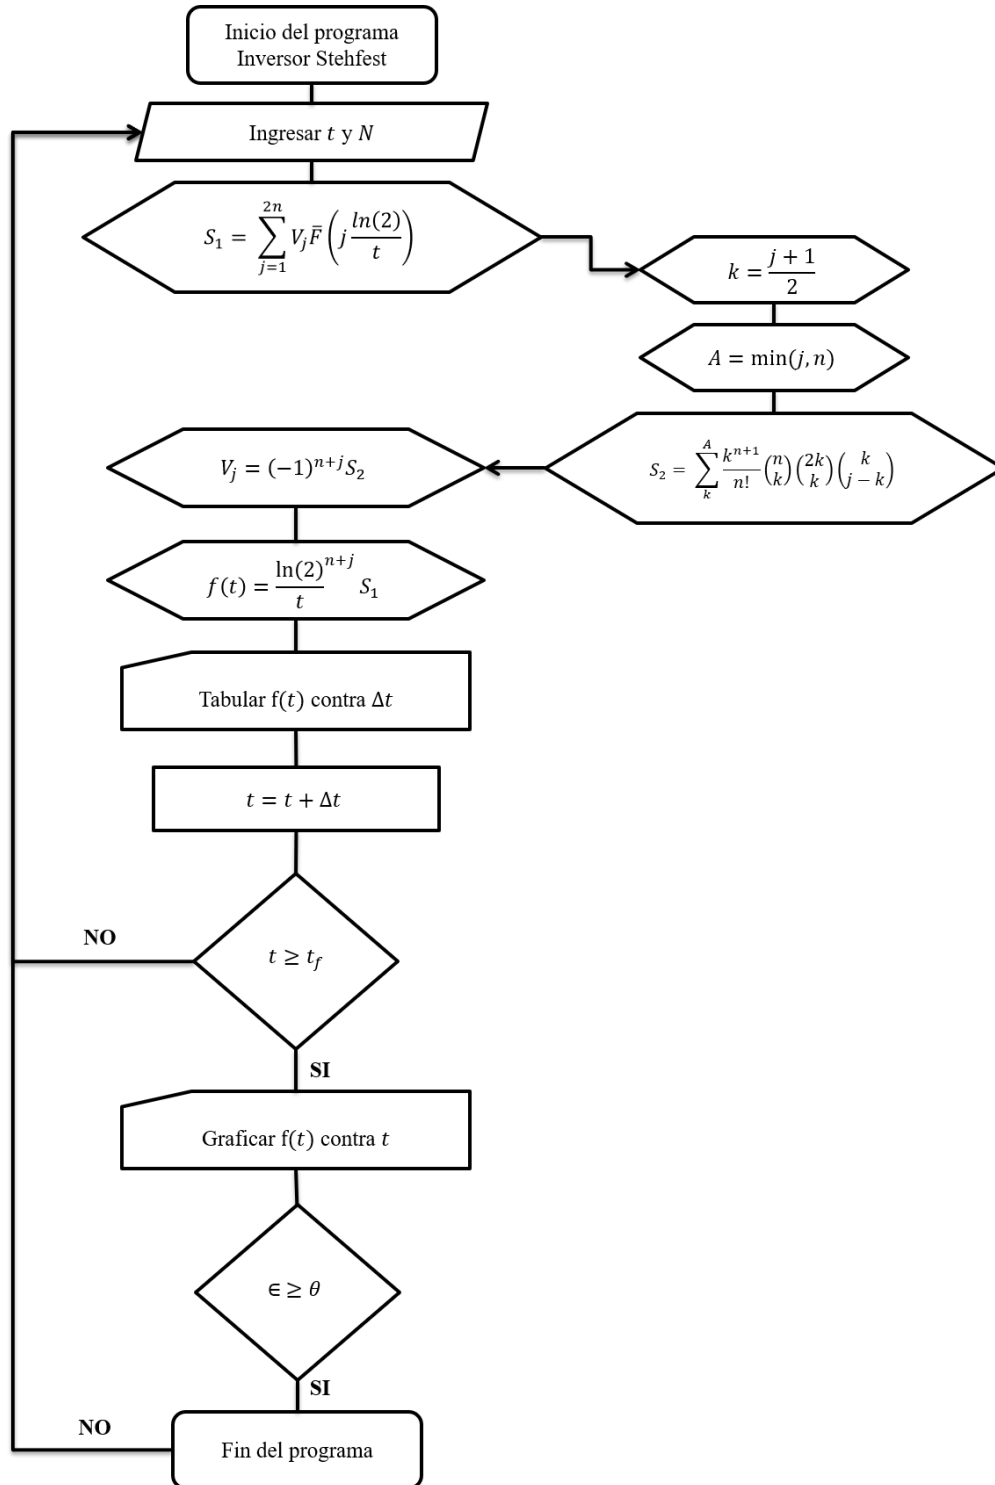 Inicio del programa
Inversor Stehfest
Ingresar t y N
S₁ = ∑_{j=1}^{2n} V_j F̄ (j ln(2)/t)
k = (j + 1)/2
A = min(j, n)
S₂ = ∑_k^A k^{n+1}/n! (n k) (2k k) (k j − k)
V_j = (−1)^{n+j} S₂
f(t) = ln(2)/t ^{n+j} S₁
Tabular f(t) contra Δt
t = t + Δt
NO
t ≥ t_f
SI
Graficar f(t) contra t
∈ ≥ θ
SI
NO
Fin del programa